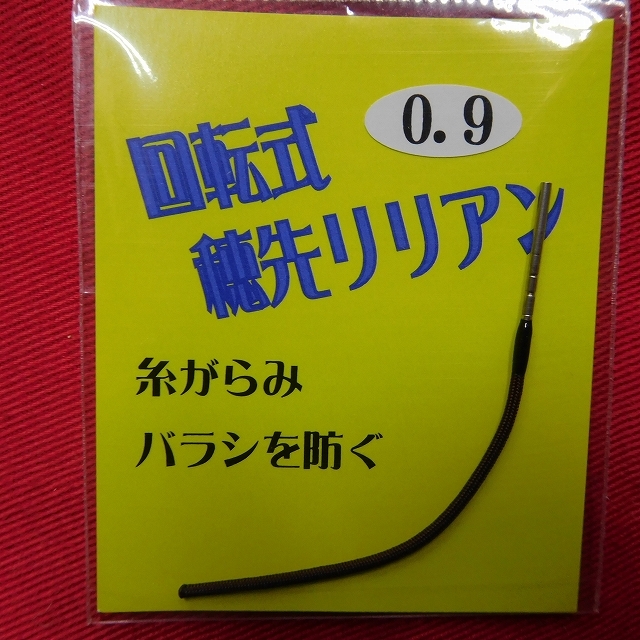 0.9
回転式
穂先リリアン
糸がらみ
バラシを防ぐ